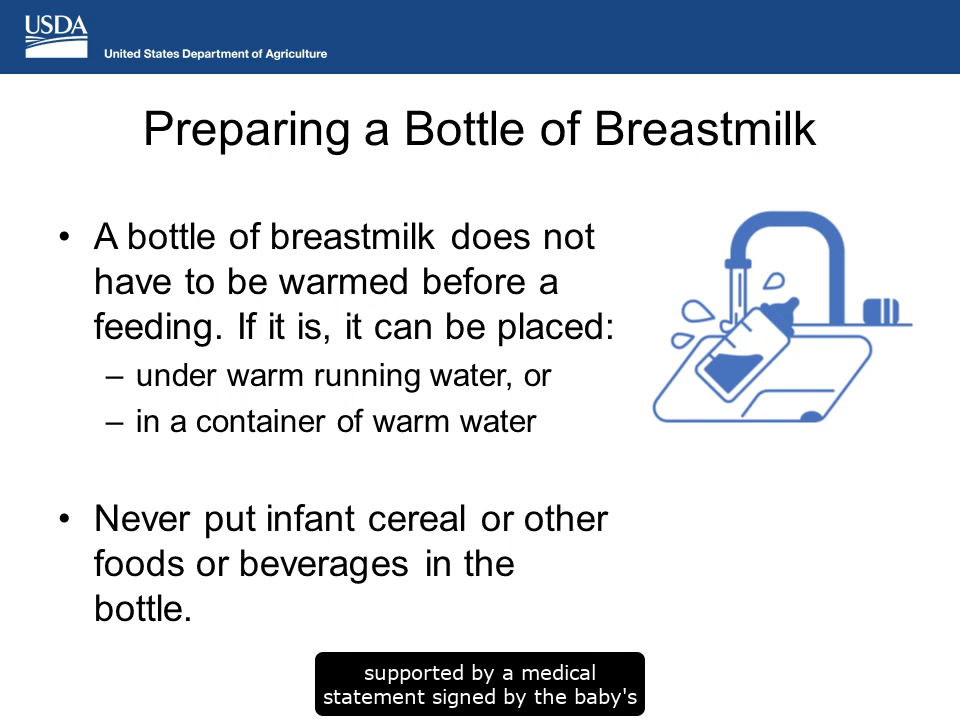 USDA
United States Department of Agriculture
Preparing a Bottle of Breastmilk
• A bottle of breastmilk does not
have to be warmed before a
feeding. If it is, it can be placed:
– under warm running water, or
– in a container of warm water
• Never put infant cereal or other
foods or beverages in the
bottle.
supported by a medical
statement signed by the baby's